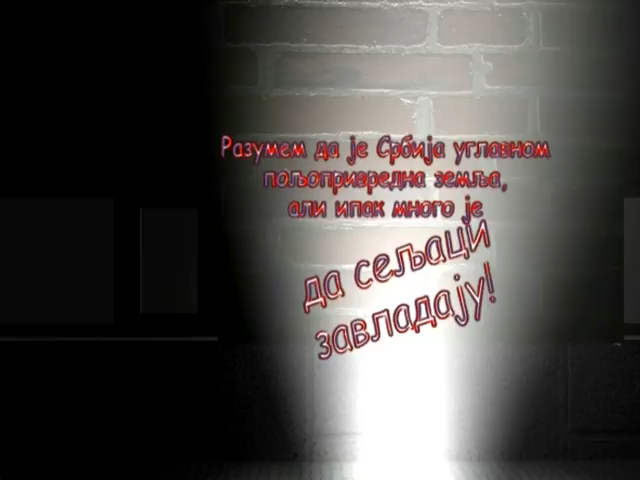 Разумем да је Србија углавном
пољопривредна земља,
али ипак много је
да сељаци
завладају!